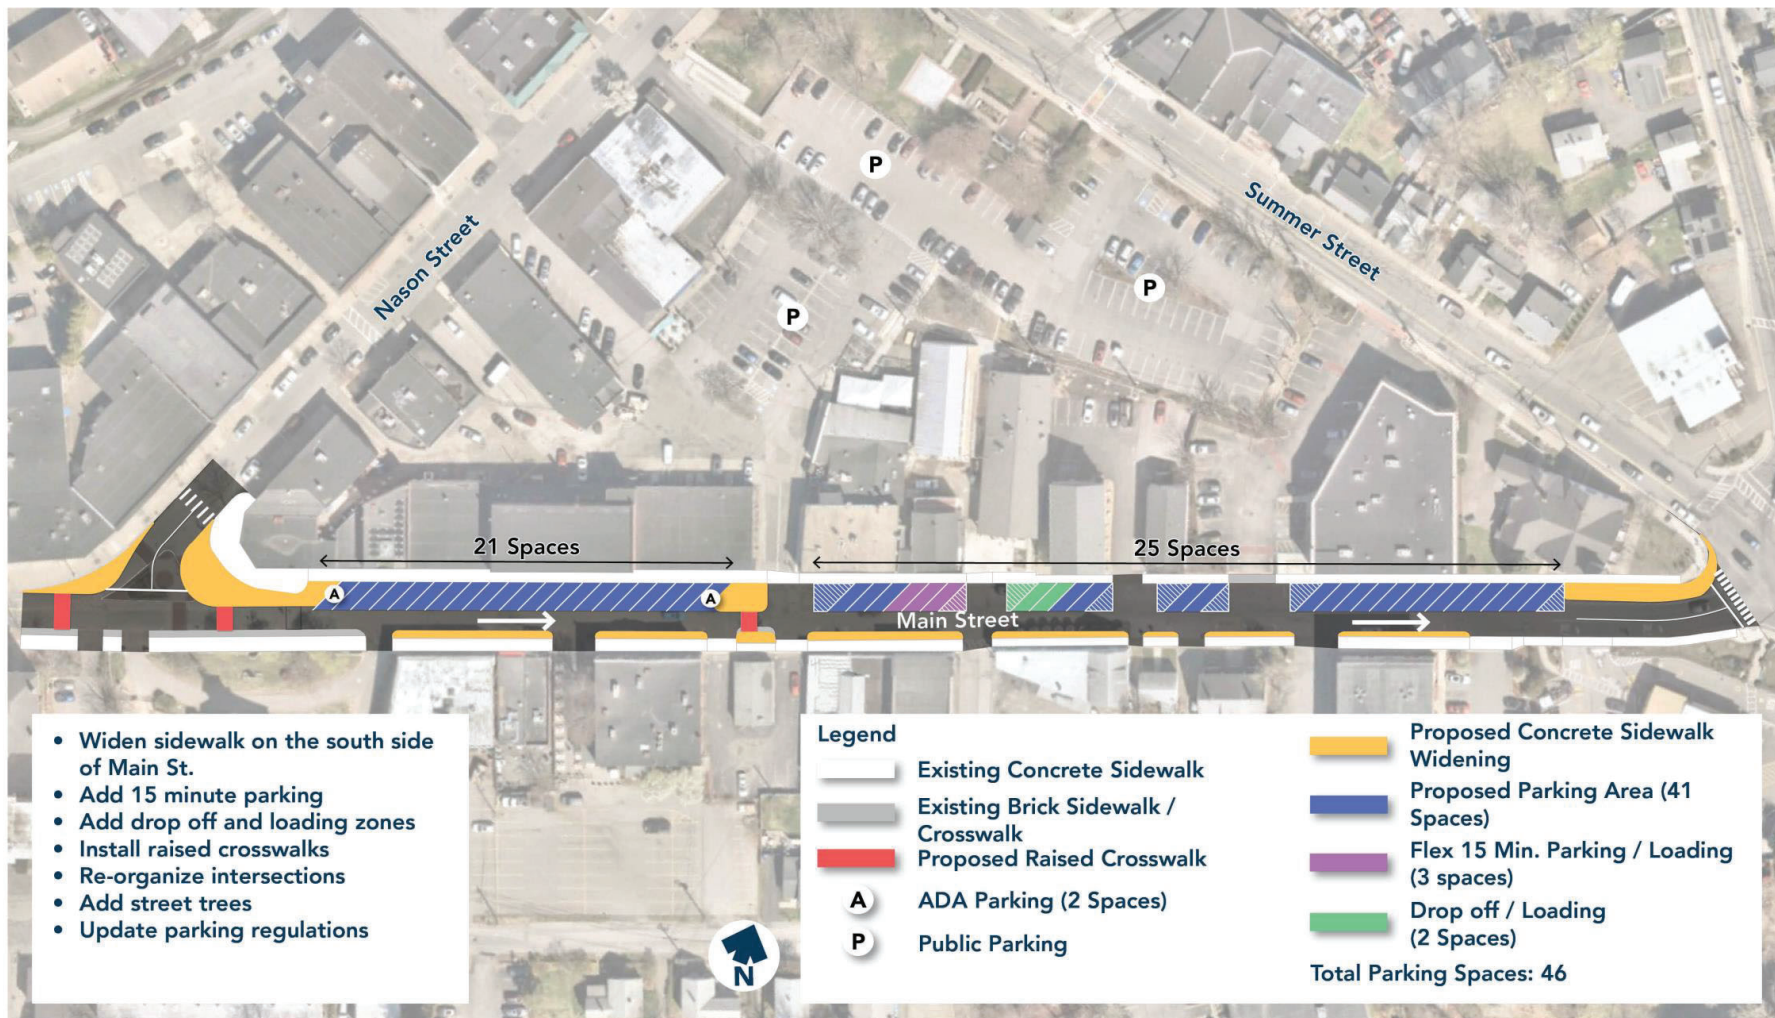 P
Summer Street
Nason Street
P
P
21 Spaces
25 Spaces
A
A
Main Street
• Widen sidewalk on the south side
of Main St.
• Add 15 minute parking
• Add drop off and loading zones
• Install raised crosswalks
• Re-organize intersections
• Add street trees
• Update parking regulations
N
Legend
Existing Concrete Sidewalk
Existing Brick Sidewalk /
Crosswalk
Proposed Raised Crosswalk
A ADA Parking (2 Spaces)
P Public Parking
Proposed Concrete Sidewalk
Widening
Proposed Parking Area (41
Spaces)
Flex 15 Min. Parking / Loading
(3 spaces)
Drop off / Loading
(2 Spaces)
Total Parking Spaces: 46